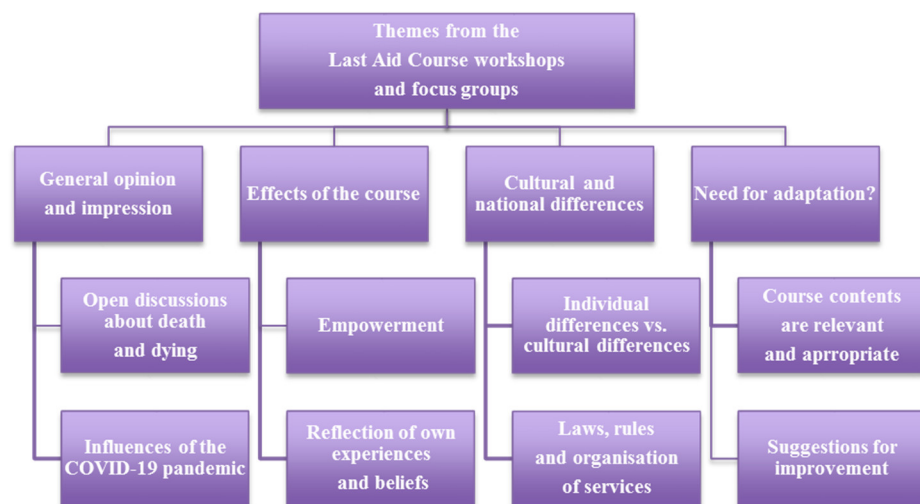 Themes from the
Last Aid Course workshops
and focus groups
General opinion
and impression
Effects of the course
Cultural and
national differences
Need for adaptation?
Open discussions
about death
and dying
Empowerment
Individual
differences vs.
cultural differences
Course contents
are relevant
and aprropriate
Influences of the
COVID-19 pandemic
Reflection of own
experiences
and beliefs
Laws, rules
and organisation
of services
Suggestions for
improvement